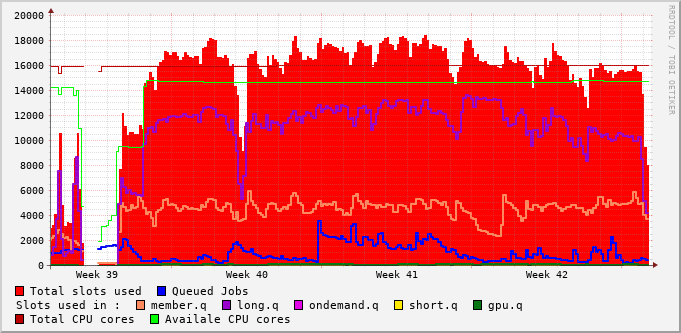 20000
18000
16000
14000
12000
10000
8000
6000
4000
2000
0
Week 39 Week 40 Week 41 Week 42
Total slots used Queued Jobs
Slots used in : member.q long.q ondemand.q short.q gpu.q
Total CPU cores Availale CPU cores
RRDTOOL / TOBI OETIKER